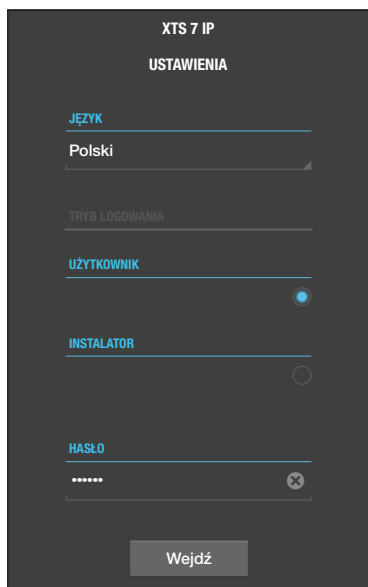 XTS 7 IP
USTAWIENIA
JĘZYK
Polski
TRYB LOGOWANIA
UŻYTKOWNIK
INSTALATOR
HASŁO
••••••
Wejdź